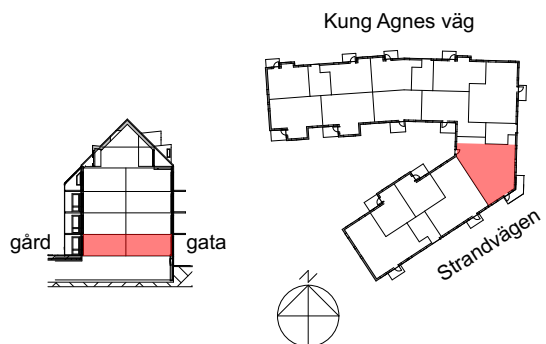 Kung Agnes väg
gård
gata
Strandvägen
N